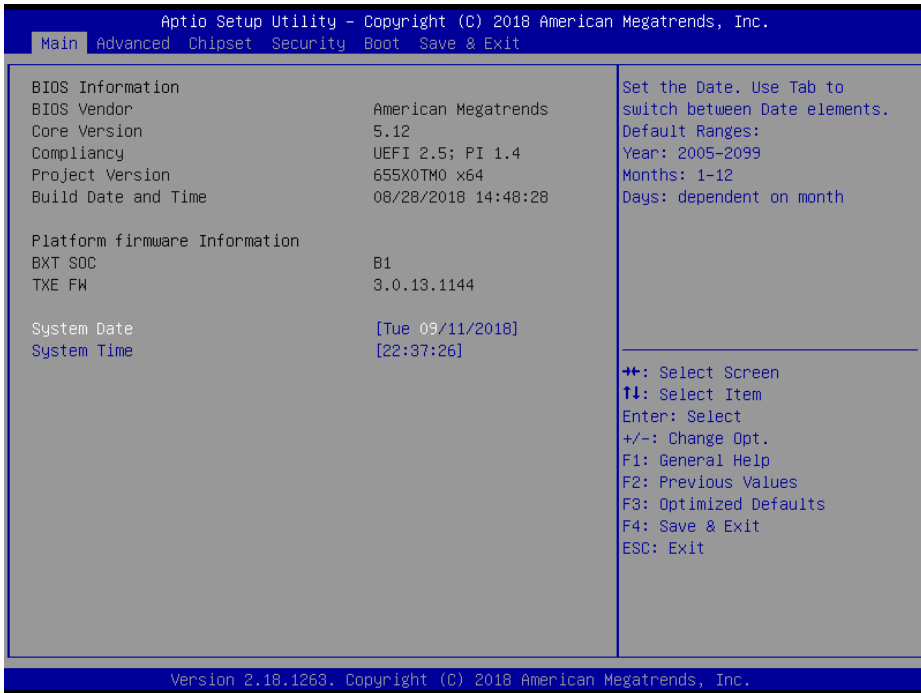 Aptio Setup Utility – Copyright (C) 2018 American Megatrends, Inc.
Main Advanced Chipset Security Boot Save & Exit
BIOS Information
BIOS Vendor American Megatrends
Core Version 5.12
Compliancy UEFI 2.5; PI 1.4
Project Version 655X0TM0 x64
Build Date and Time 08/28/2018 14:48:28
Platform firmware Information
BXT SOC B1
TXE FW 3.0.13.1144
System Date [Tue 09/11/2018]
System Time [22:37:26]
Set the Date. Use Tab to
switch between Date elements.
Default Ranges:
Year: 2005-2099
Months: 1-12
Days: dependent on month
→←: Select Screen
↑↓: Select Item
Enter: Select
+/-: Change Opt.
F1: General Help
F2: Previous Values
F3: Optimized Defaults
F4: Save & Exit
ESC: Exit
Version 2.18.1263. Copyright (C) 2018 American Megatrends, Inc.